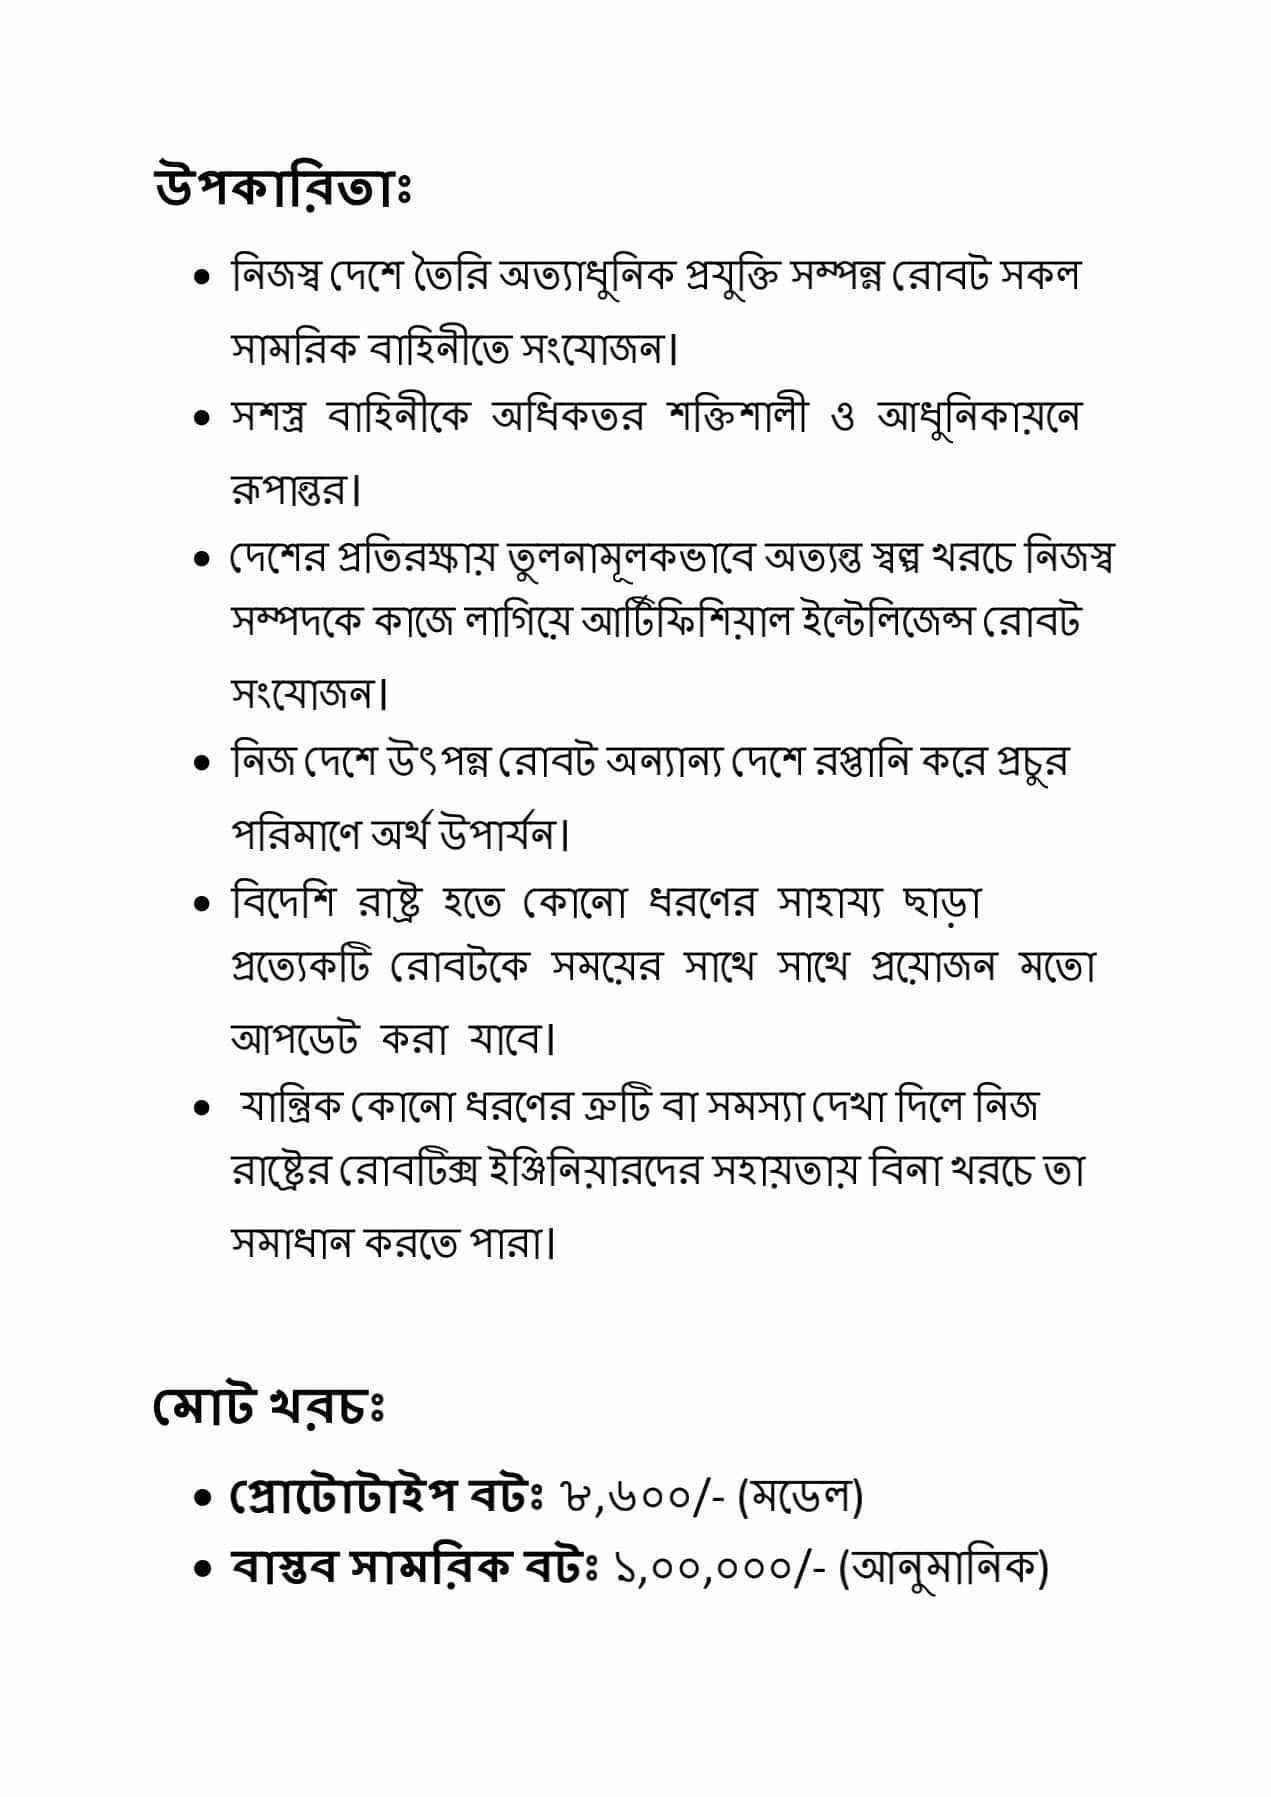 উপকারিতাঃ
• নিজস্ব দেশে তৈরি অত্যাধুনিক প্রযুক্তি সম্পন্ন রোবট সকল
সামরিক বাহিনীতে সংযোজন।
• সশস্ত্র বাহিনীকে অধিকতর শক্তিশালী ও আধুনিকায়নে
রূপান্তর।
• দেশের প্রতিরক্ষায় তুলনামূলকভাবে অত্যন্ত স্বল্প খরচে নিজস্ব
সম্পদকে কাজে লাগিয়ে আর্টিফিশিয়াল ইন্টেলিজেন্স রোবট
সংযোজন।
• নিজ দেশে উৎপন্ন রোবট অন্যান্য দেশে রপ্তানি করে প্রচুর
পরিমাণে অর্থ উপার্যন।
• বিদেশি রাষ্ট্র হতে কোনো ধরণের সাহায্য ছাড়া
প্রত্যেকটি রোবটকে সময়ের সাথে সাথে প্রয়োজন মতো
আপডেট করা যাবে।
• যান্ত্রিক কোনো ধরণের ত্রুটি বা সমস্যা দেখা দিলে নিজ
রাষ্ট্রের রোবটিক্স ইঞ্জিনিয়ারদের সহায়তায় বিনা খরচে তা
সমাধান করতে পারা।
মোট খরচঃ
• প্রোটোটাইপ বটঃ ৮,৬০০/- (মডেল)
• বাস্তব সামরিক বটঃ ১,০০,০০০/- (আনুমানিক)